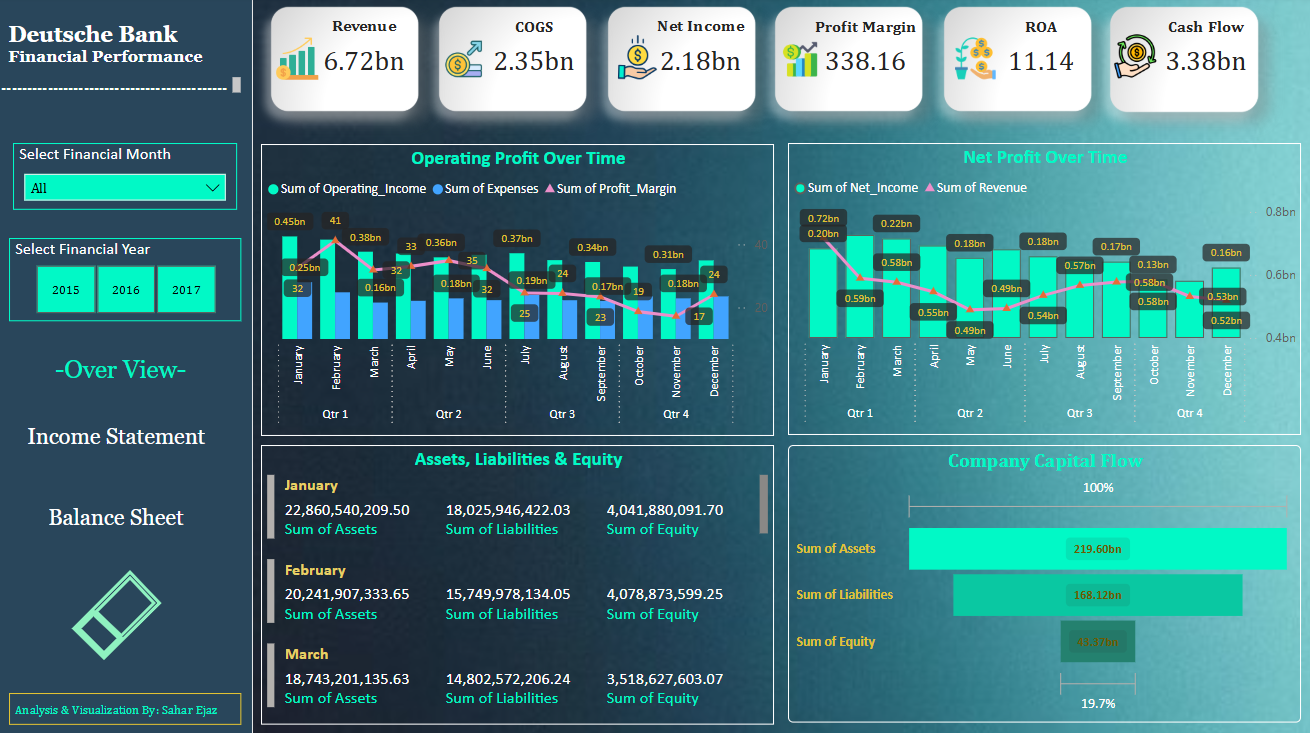 Deutsche Bank
Financial Performance
Select Financial Month
All
Select Financial Year
2015 2016 2017
-Over View-
Income Statement
Balance Sheet
Analysis & Visualization By: Sahar Ejaz
Revenue
6.72bn
COGS
2.35bn
Net Income
2.18bn
Profit Margin
338.16
ROA
11.14
Cash Flow
3.38bn
Operating Profit Over Time
Sum of Operating_Income Sum of Expenses Sum of Profit_Margin
0.45bn 41 0.38bn 33 0.36bn 35 0.37bn 24 0.34bn 19 0.31bn 24
0.25bn 32 0.16bn 32 0.18bn 32 0.19bn 25 0.17bn 23 0.18bn 17
40
20
January February March April May June July August September October November December
Qtr 1 Qtr 2 Qtr 3 Qtr 4
Net Profit Over Time
Sum of Net_Income Sum of Revenue
0.8bn
0.6bn
0.4bn
0.72bn 0.22bn 0.18bn 0.18bn 0.17bn 0.13bn 0.16bn
0.20bn 0.59bn 0.58bn 0.55bn 0.49bn 0.49bn 0.54bn 0.57bn 0.58bn 0.58bn 0.53bn 0.52bn
January February March April May June July August September October November December
Qtr 1 Qtr 2 Qtr 3 Qtr 4
Assets, Liabilities & Equity
January
22,860,540,209.50 18,025,946,422.03 4,041,880,091.70
Sum of Assets Sum of Liabilities Sum of Equity
February
20,241,907,333.65 15,749,978,134.05 4,078,873,599.25
Sum of Assets Sum of Liabilities Sum of Equity
March
18,743,201,135.63 14,802,572,206.24 3,518,627,603.07
Sum of Assets Sum of Liabilities Sum of Equity
Company Capital Flow
100%
Sum of Assets 219.60bn
Sum of Liabilities 168.12bn
Sum of Equity
19.7%